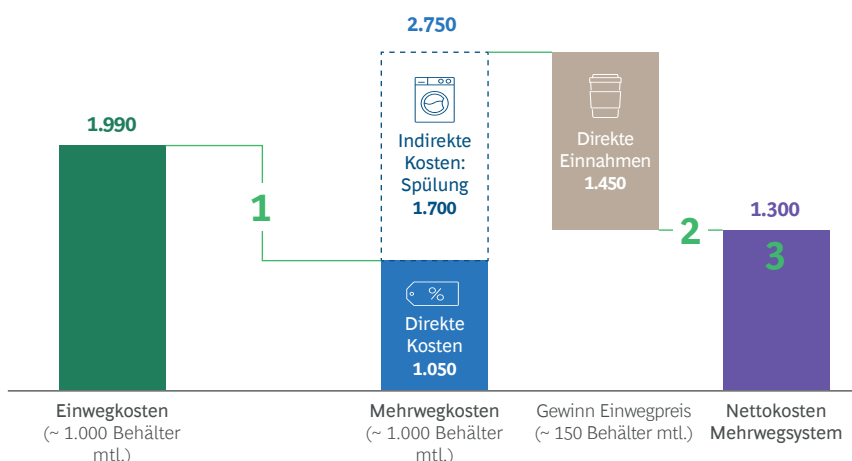 2.750
1.990
Indirekte
Kosten:
Spülung
1.700
Direkte
Einnahmen
1.450
1
1.300
2
3
%
Direkte
Kosten
1.050
Einwegkosten
(~ 1.000 Behälter
mtl.)
Mehrwegkosten
(~ 1.000 Behälter
mtl.)
Gewinn Einwegpreis
(~ 150 Behälter mtl.)
Nettokosten
Mehrwegsystem